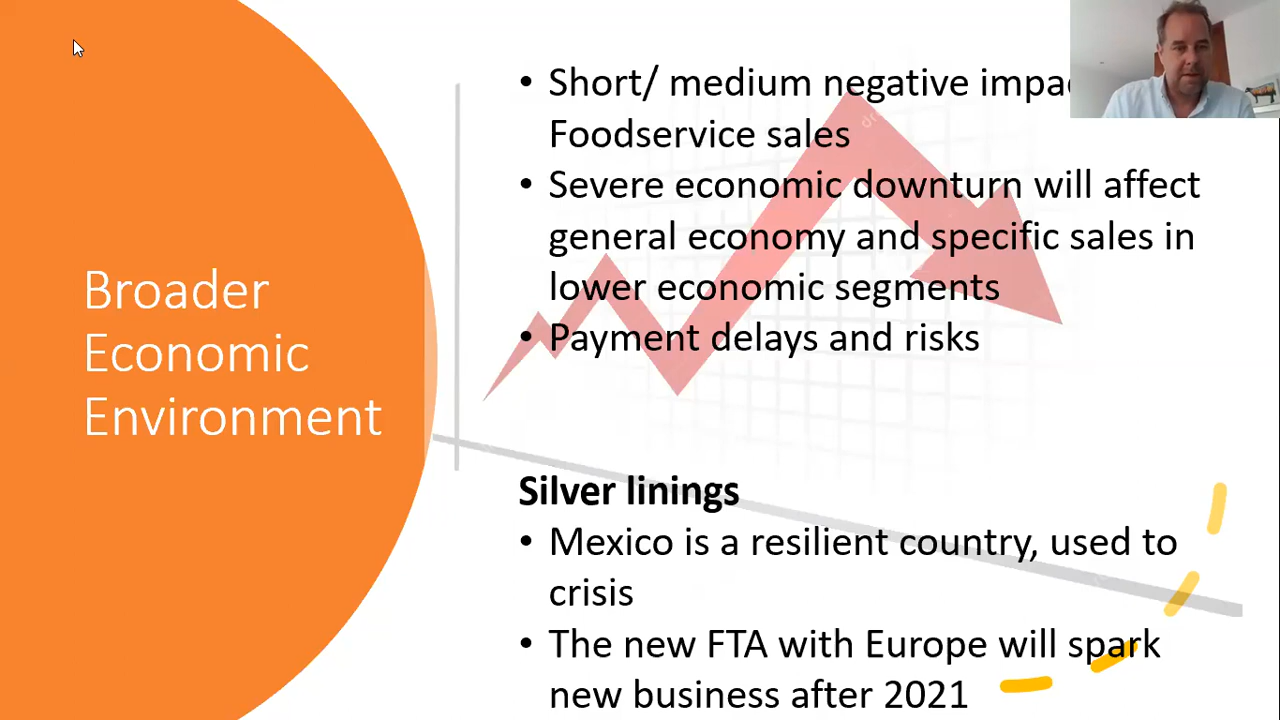 Broader
Economic
Environment
• Short/ medium negative
Foodservice sales
• Severe economic downturn will affect
general economy and specific sales in
lower economic segments
• Payment delays and risks
Silver linings
• Mexico is a resilient country, used to
crisis
• The new FTA with Europe will spark
new business after 2021